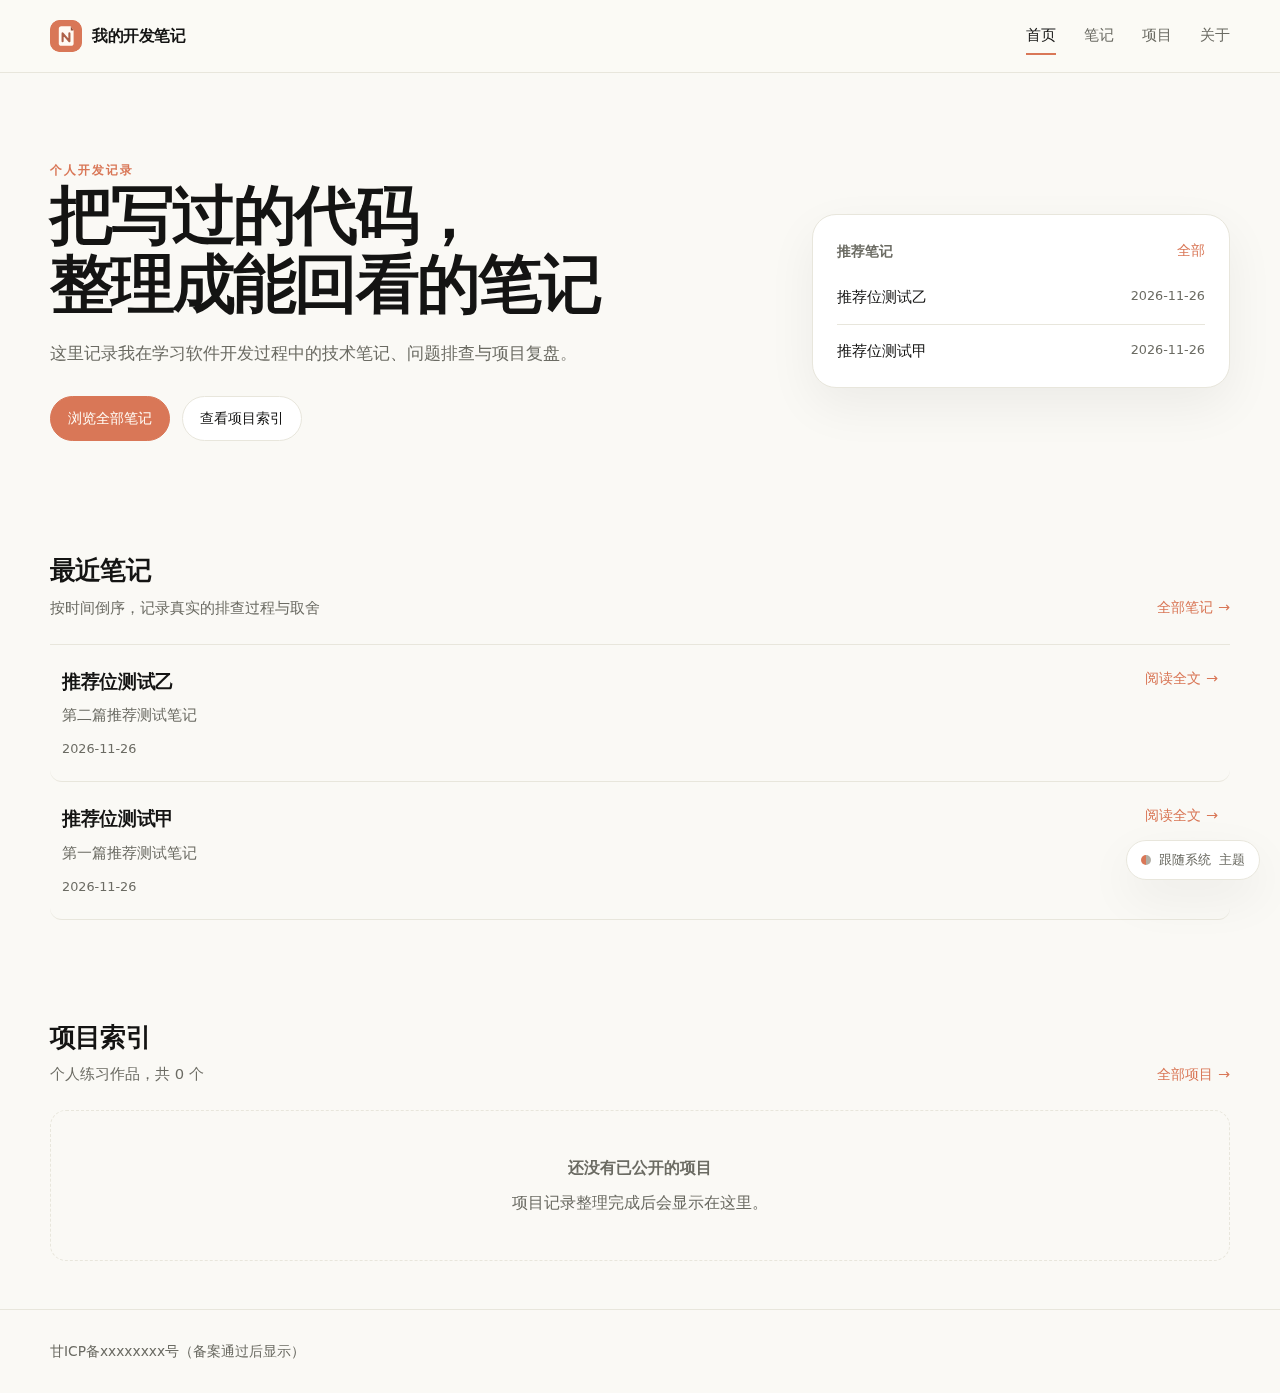 我的开发笔记
首页 笔记 项目 关于
个人开发记录
把写过的代码，
整理成能回看的笔记
这里记录我在学习软件开发过程中的技术笔记、问题排查与项目复盘。
浏览全部笔记 查看项目索引
推荐笔记 全部
推荐位测试乙 2026-11-26
推荐位测试甲 2026-11-26
最近笔记
按时间倒序，记录真实的排查过程与取舍 全部笔记 →
推荐位测试乙 阅读全文 →
第二篇推荐测试笔记
2026-11-26
推荐位测试甲 阅读全文 →
第一篇推荐测试笔记
跟随系统 主题
2026-11-26
项目索引
个人练习作品，共 0 个 全部项目 →
还没有已公开的项目
项目记录整理完成后会显示在这里。
甘ICP备xxxxxxxx号（备案通过后显示）